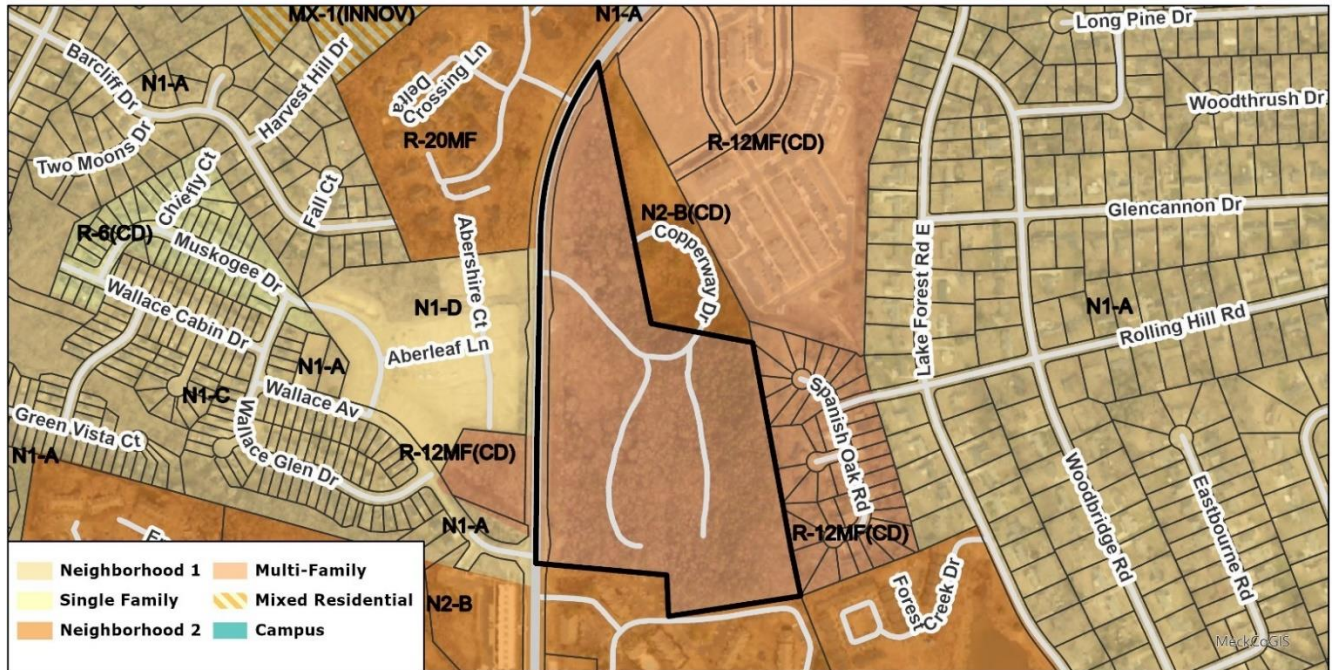 MX-1(INNOV)
N1-A
Long Pine Dr
Barcliff Dr
N1-A
Harvest Hill Dr
Delta
Crossing Ln
Woodthrush Dr
Two Moons Dr
R-20MF
R-12MF(CD)
Chiefly Ct
Fall Ct
R-6(CD)
Muskogee Dr
Abershire Ct
N2-B(CD)
Copperway Dr
Glencannon Dr
Wallace Cabin Dr
N1-D
Lake Forest Rd E
N1-A
Rolling Hill Rd
Aberleaf Ln
N1-A
N1-C
Wallace Av
Green Vista Ct
Wallace Glen Dr
Spanish Oak Rd
N1-A
R-12MF(CD)
Woodbridge Rd
Eastbourne Rd
N1-A
R-12MF(CD)
N2-B
Forest
Creek Dr
Neighborhood 1
Multi-Family
Single Family
Mixed Residential
Neighborhood 2
Campus
MeckCoGIS